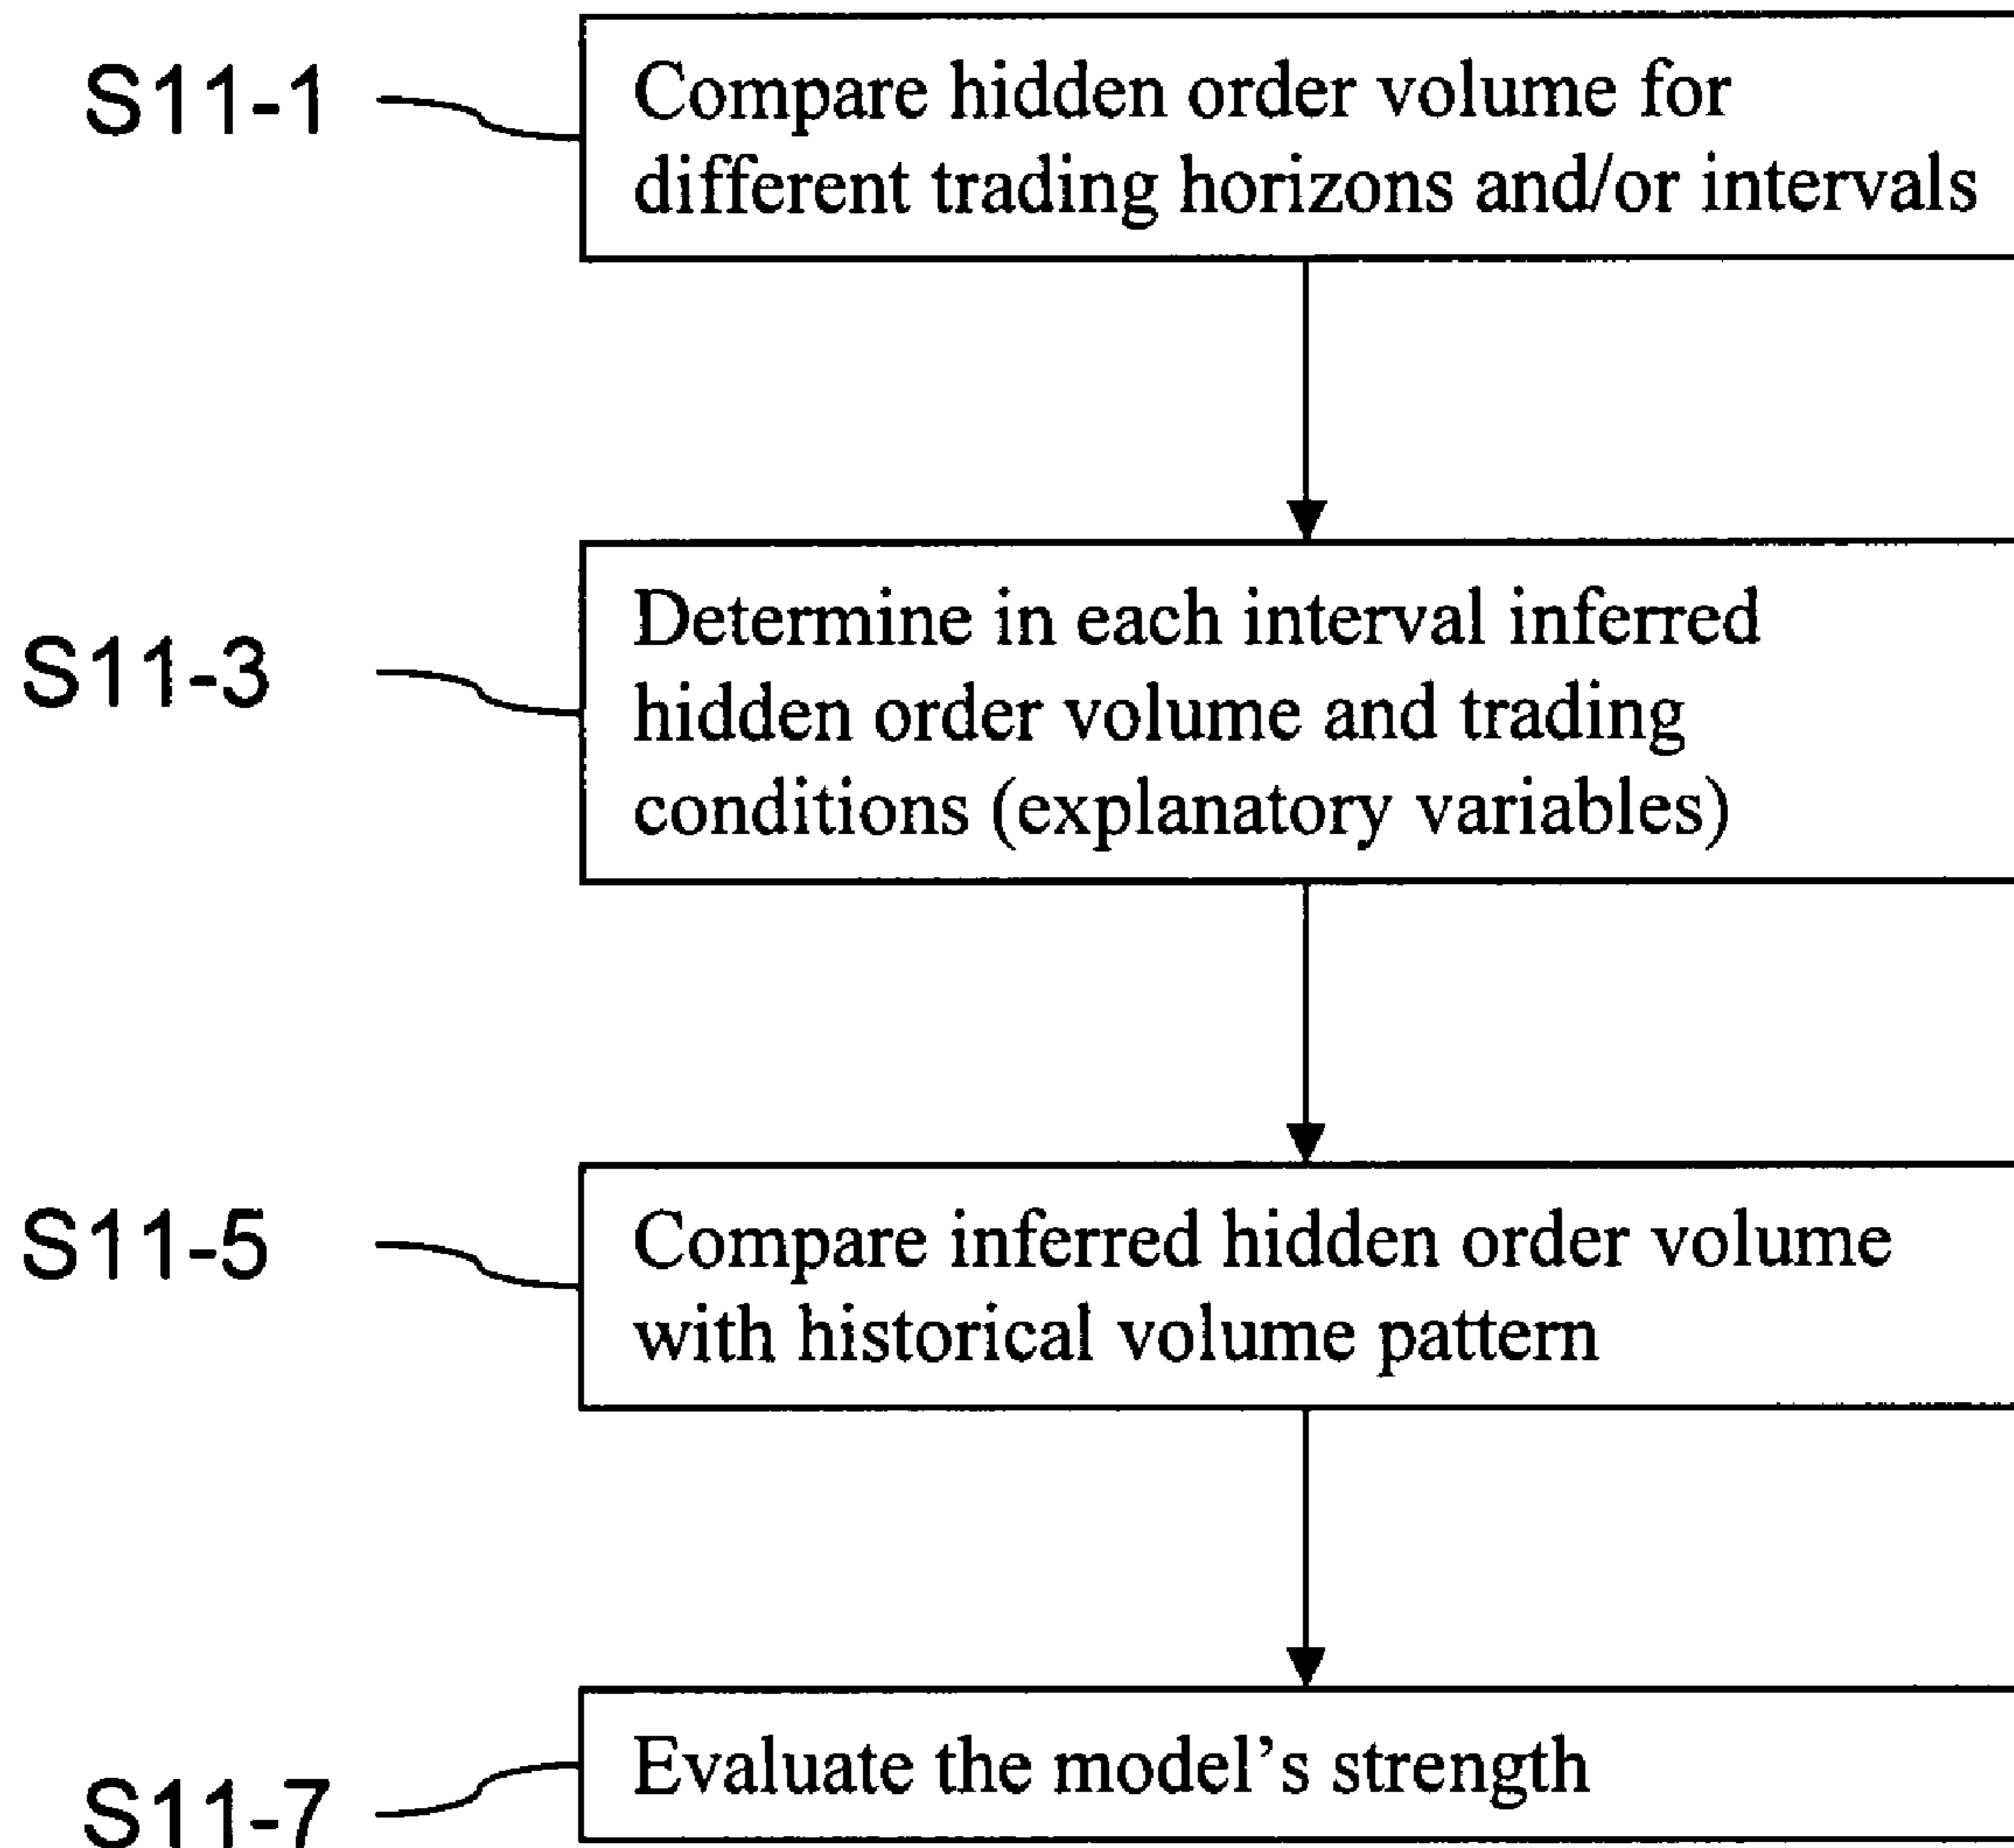 S11-1
Compare hidden order volume for
different trading horizons and/or intervals
S11-3
Determine in each interval inferred
hidden order volume and trading
conditions (explanatory variables)
S11-5
Compare inferred hidden order volume
with historical volume pattern
S11-7
Evaluate the model’s strength